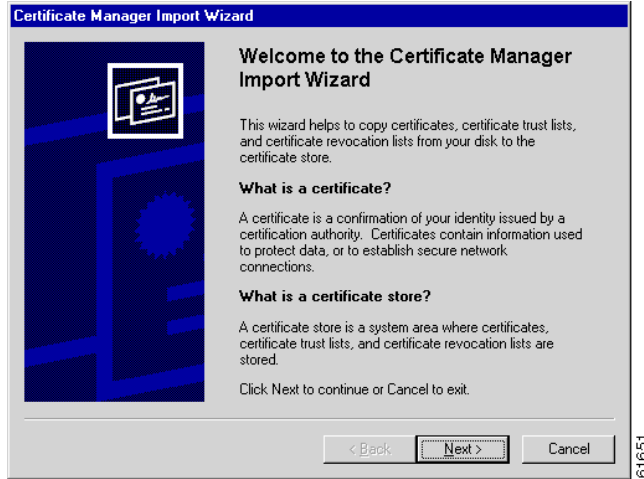 Certificate Manager Import Wizard
Welcome to the Certificate Manager
Import Wizard
This wizard helps to copy certificates, certificate trust lists,
and certificate revocation lists from your disk to the
certificate store.
What is a certificate?
A certificate is a confirmation of your identity issued by a
certification authority. Certificates contain information used
to protect data, or to establish secure network
connections.
What is a certificate store?
A certificate store is a system area where certificates,
certificate trust lists, and certificate revocation lists are
stored.
Click Next to continue or Cancel to exit.
< Back
Next >
Cancel
61651